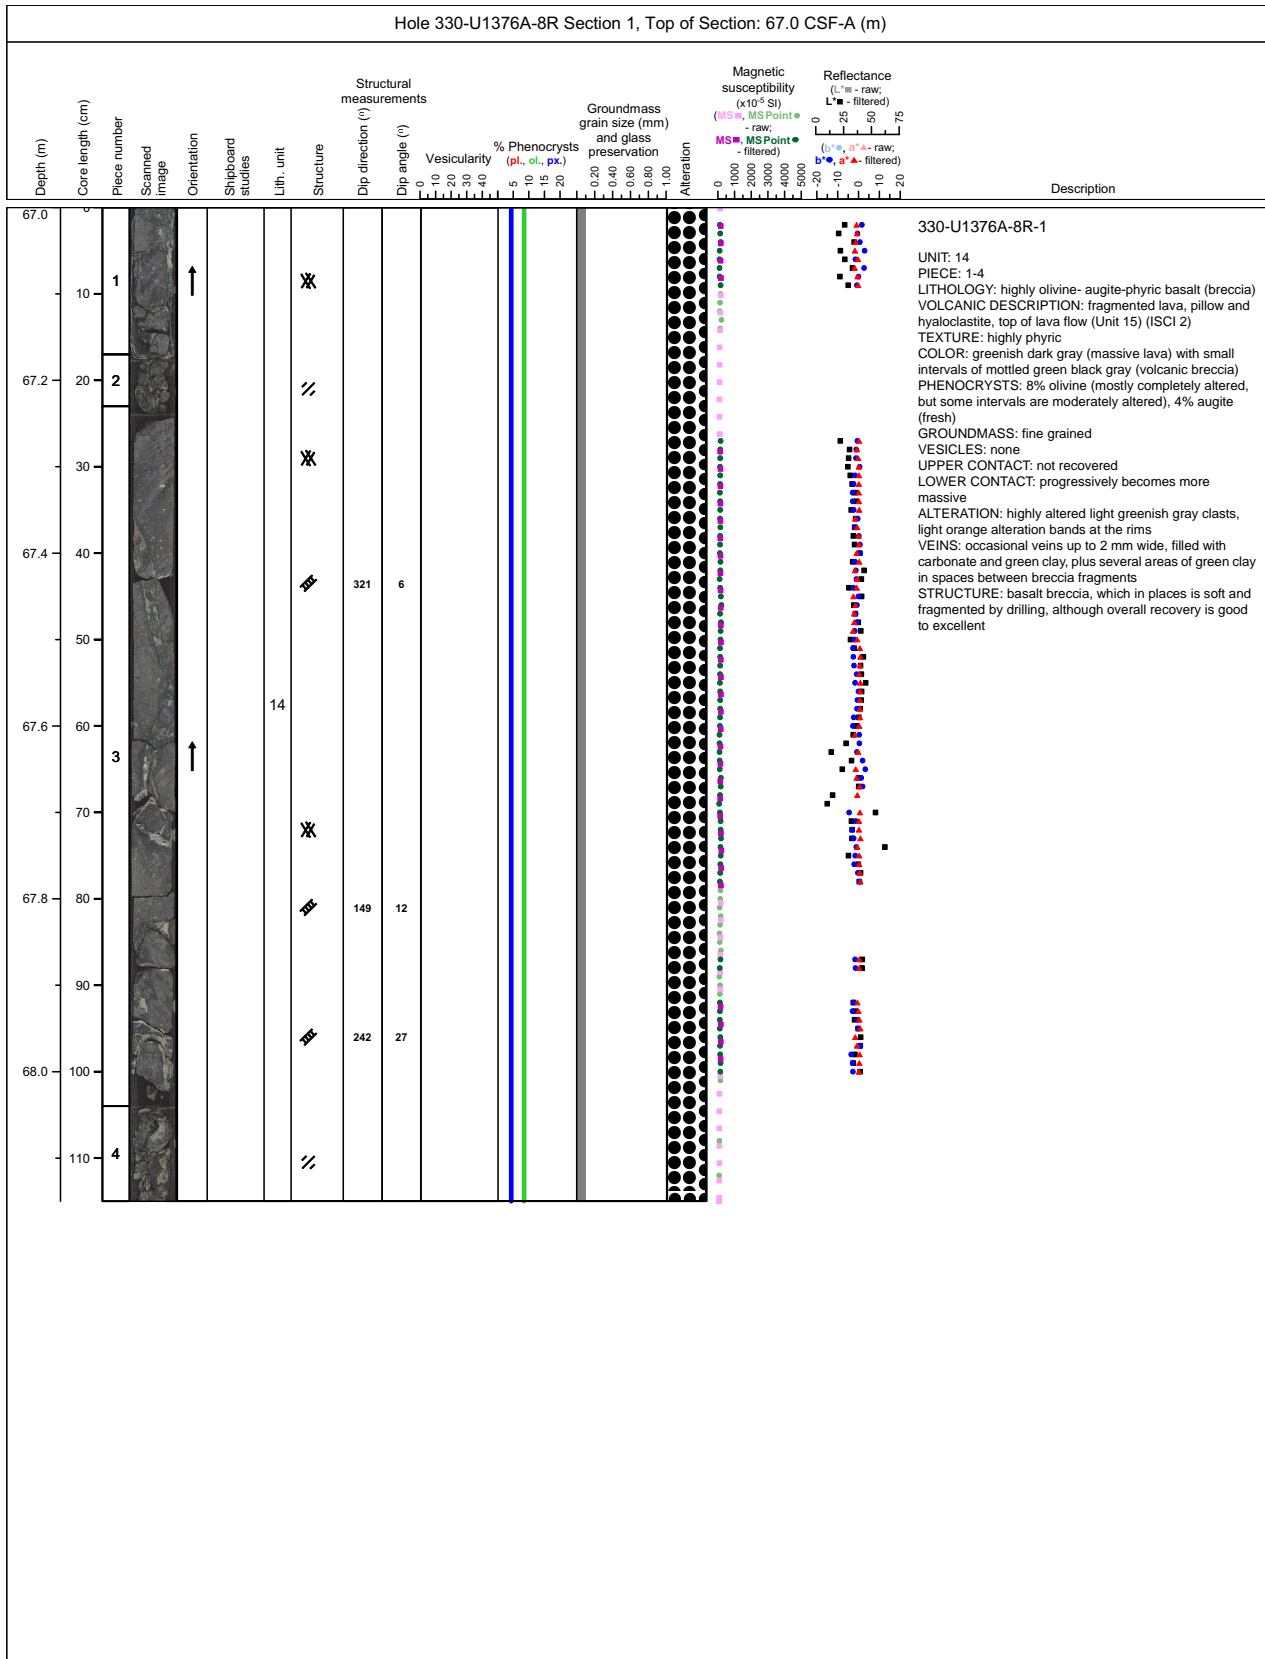 Hole 330-U1376A-8R Section 1, Top of Section: 67.0 CSF-A (m)
Depth (m)
Core length (cm)
Piece number
Scanned
image
Orientation
Shipboard
studies
Lith. unit
Structure
Structural
measurements
Dip direction (º)
Dip angle (º)
Vesicularity
0 10 20 30 40
% Phenocrysts
(pl., ol., px.)
5 10 15 20
Groundmass
grain size (mm)
and glass
preservation
0.20 0.40 0.60 0.80 1.00
Alteration
Magnetic
susceptibility
(x10-5 SI)
(MS, MS Point
- raw;
MS, MS Point
- filtered)
0 1000 2000 3000 4000 5000
Reflectance
(L* - raw;
L* - filtered)
0 25 50 75
(b*, a* - raw;
b*, a* - filtered)
-20 -10 0 10 20
Description
67.0
0
1
10
67.2
20
2
30
67.4
40
321 6
50
14
67.6
60
3
70
67.8
80
149 12
90
242 27
68.0
100
4
110
330-U1376A-8R-1
UNIT: 14
PIECE: 1-4
LITHOLOGY: highly olivine- augite-phyric basalt (breccia)
VOLCANIC DESCRIPTION: fragmented lava, pillow and
hyaloclastite, top of lava flow (Unit 15) (ISCI 2)
TEXTURE: highly phyric
COLOR: greenish dark gray (massive lava) with small
intervals of mottled green black gray (volcanic breccia)
PHENOCRYSTS: 8% olivine (mostly completely altered,
but some intervals are moderately altered), 4% augite
(fresh)
GROUNDMASS: fine grained
VESICLES: none
UPPER CONTACT: not recovered
LOWER CONTACT: progressively becomes more
massive
ALTERATION: highly altered light greenish gray clasts,
light orange alteration bands at the rims
VEINS: occasional veins up to 2 mm wide, filled with
carbonate and green clay, plus several areas of green clay
in spaces between breccia fragments
STRUCTURE: basalt breccia, which in places is soft and
fragmented by drilling, although overall recovery is good
to excellent